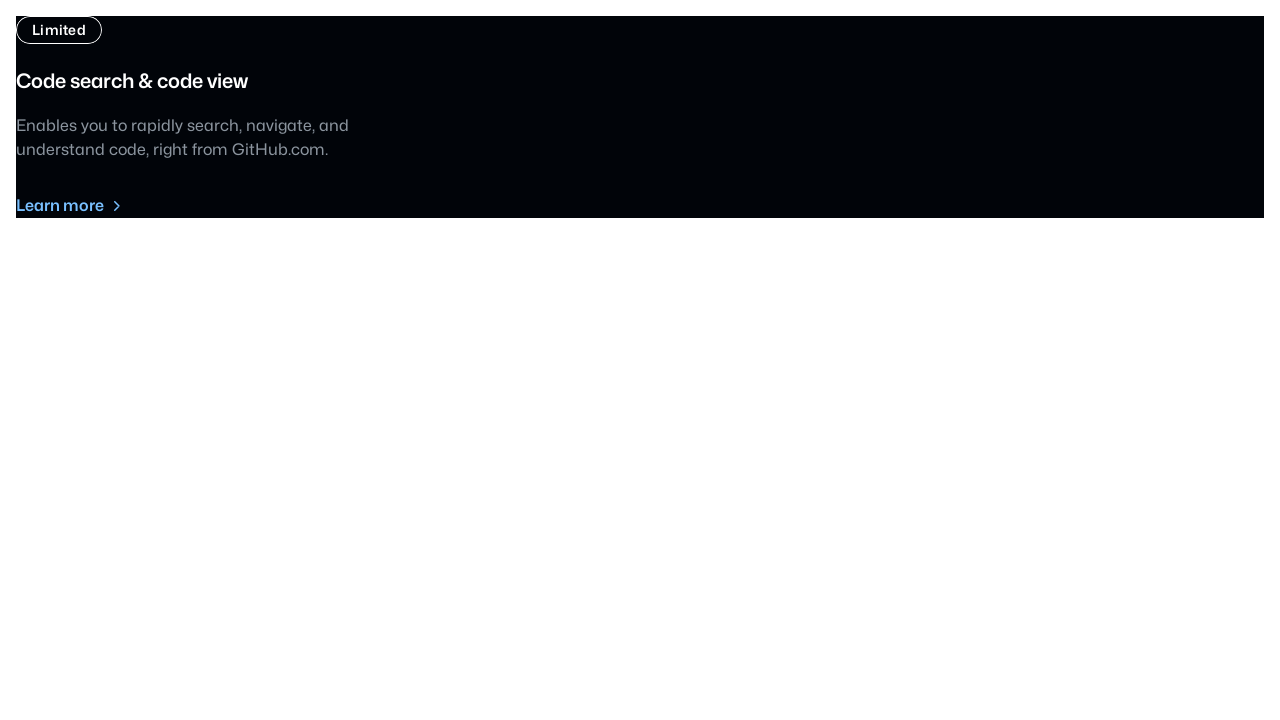 Limited
Code search & code view
Enables you to rapidly search, navigate, and
understand code, right from GitHub.com.
Learn more